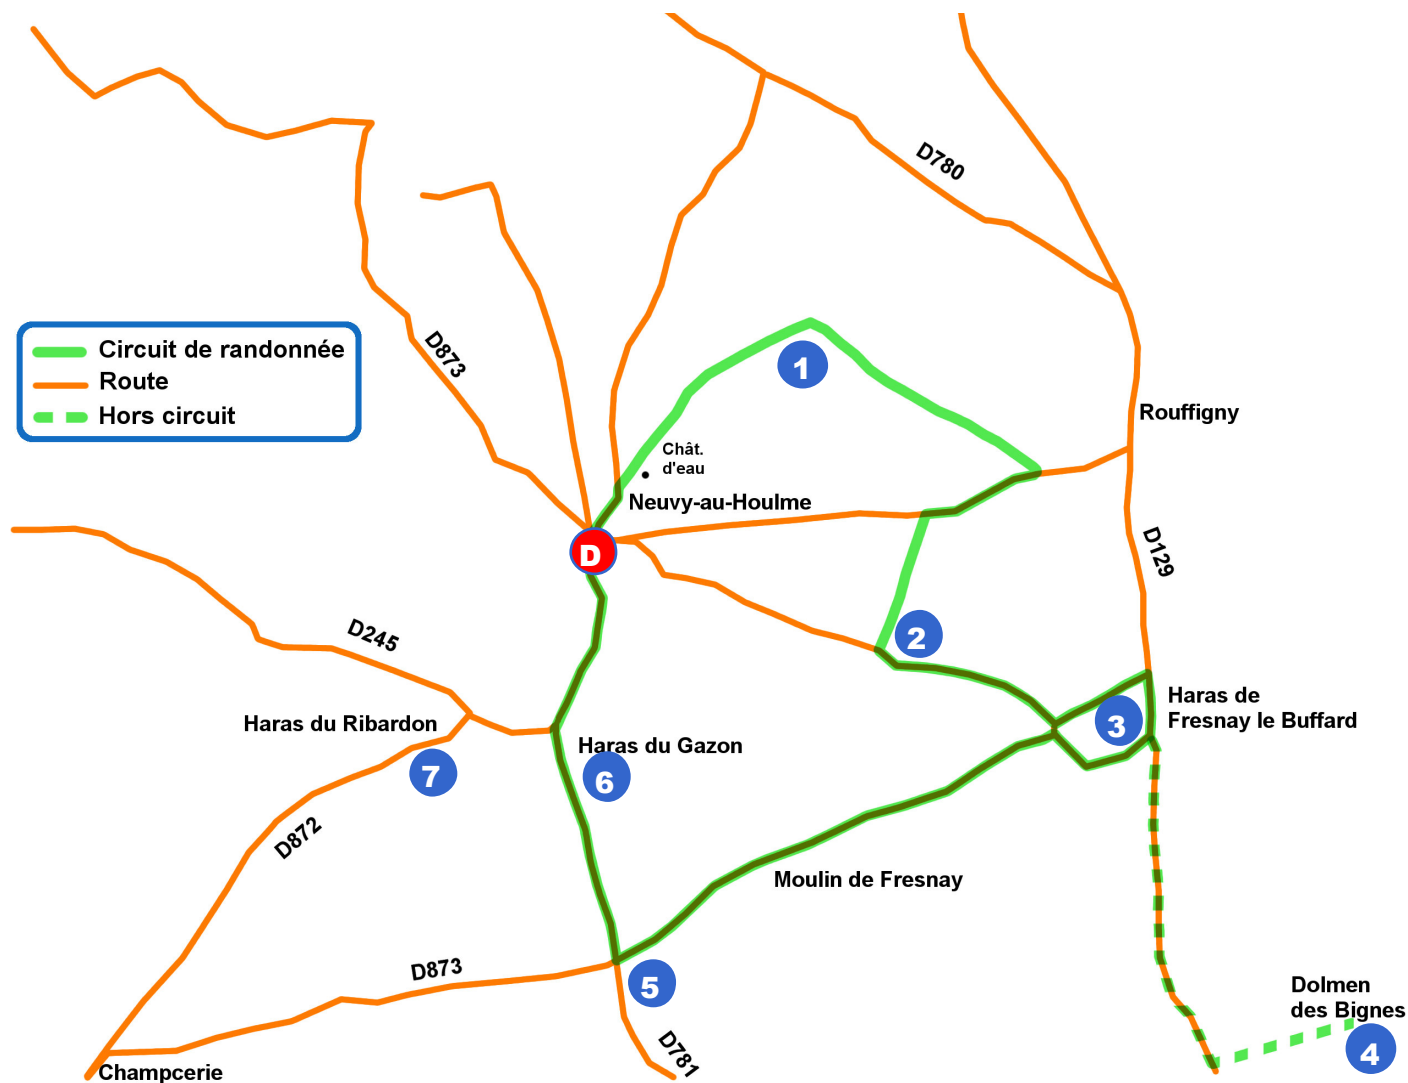 D780
D873
Circuit de randonnée
Route
Hors circuit
1
Rouffigny
Chât.
d'eau
Neuvy-au-Houlme
D
D129
D245
2
Haras de
Fresnay le Buffard
3
Haras du Ribardon
Haras du Gazon
7
6
D872
Moulin de Fresnay
D873
5
Dolmen
des Bignes
4
D781
Champcerie